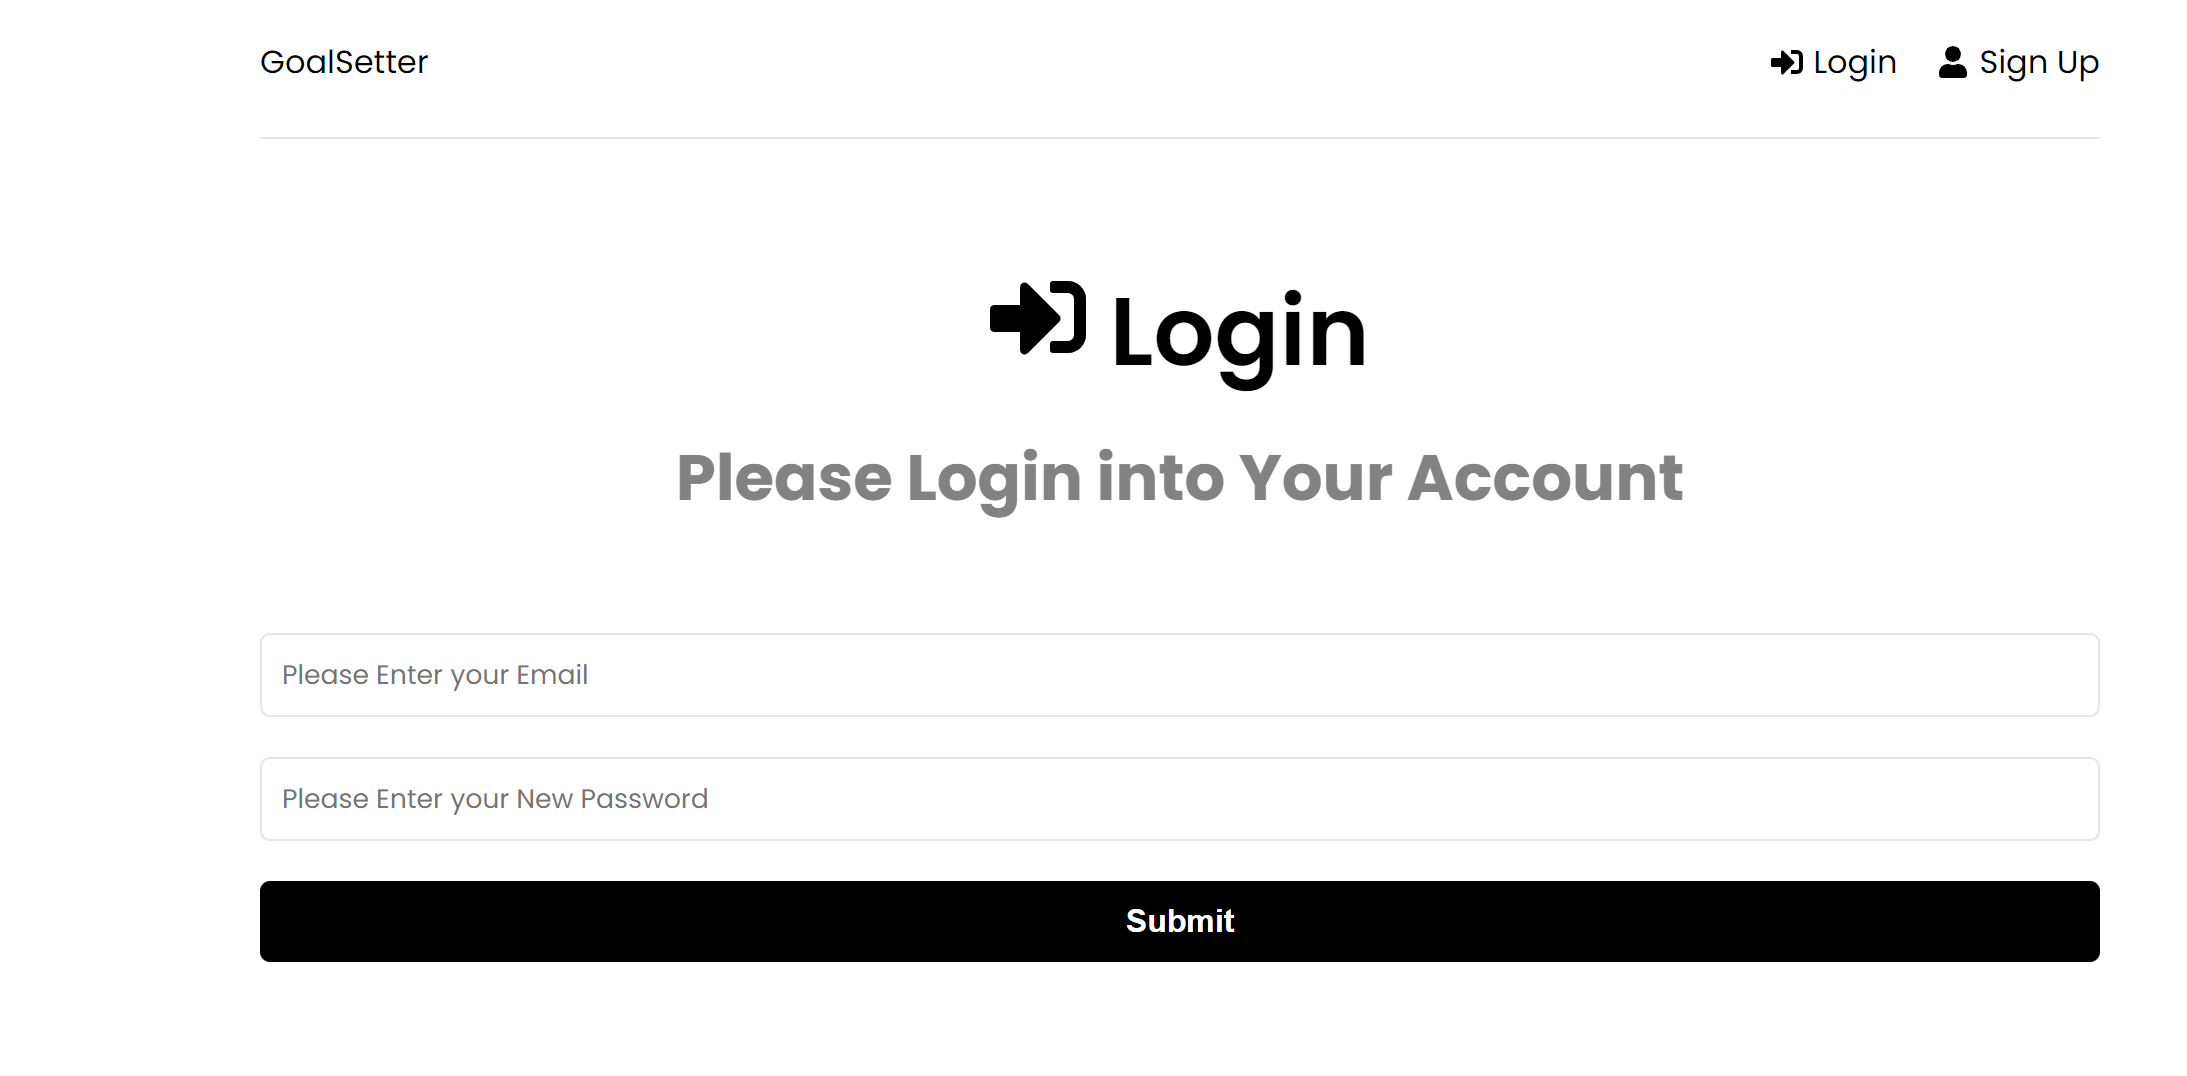 GoalSetter
Login
Sign Up
Login
Please Login into Your Account
Please Enter your Email
Please Enter your New Password
Submit